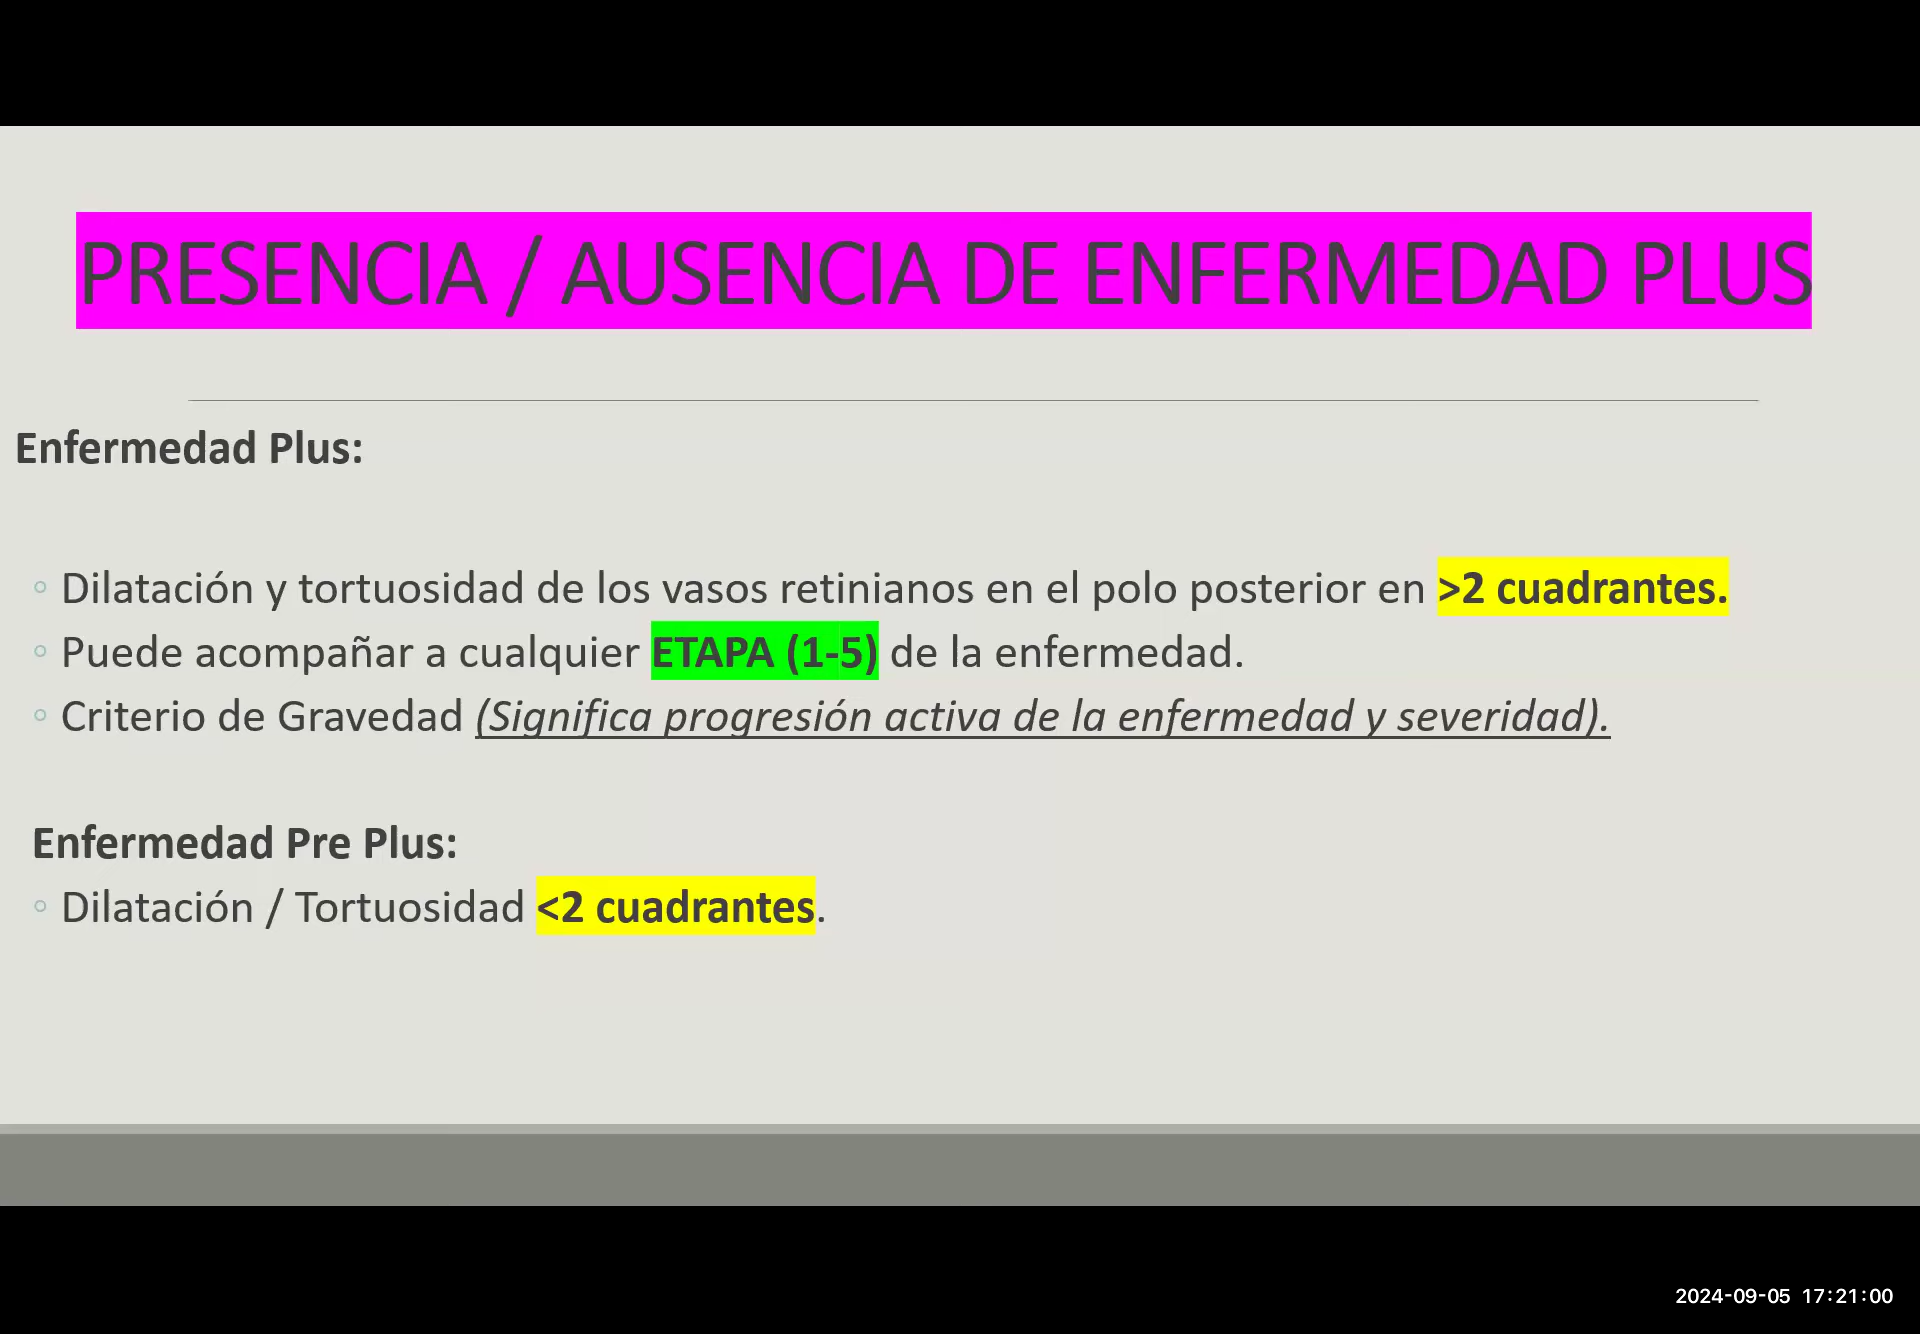 PRESENCIA / AUSENCIA DE ENFERMEDAD PLUS
Enfermedad Plus:
◦ Dilatación y tortuosidad de los vasos retinianos en el polo posterior en >2 cuadrantes.
◦ Puede acompañar a cualquier ETAPA (1-5) de la enfermedad.
◦ Criterio de Gravedad (Significa progresión activa de la enfermedad y severidad).
Enfermedad Pre Plus:
◦ Dilatación / Tortuosidad <2 cuadrantes.
2024-09-05 17:21:00